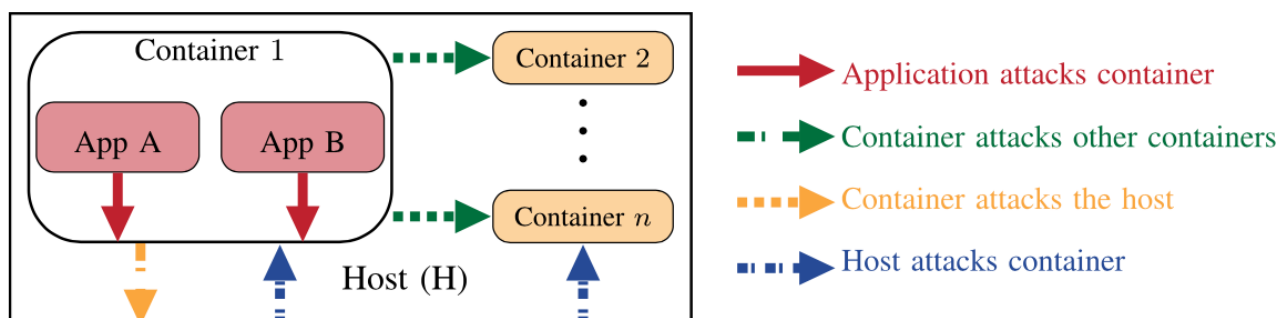 Container 1
App A
App B
Container 2
Container n
Host (H)
Application attacks container
Container attacks other containers
Container attacks the host
Host attacks container